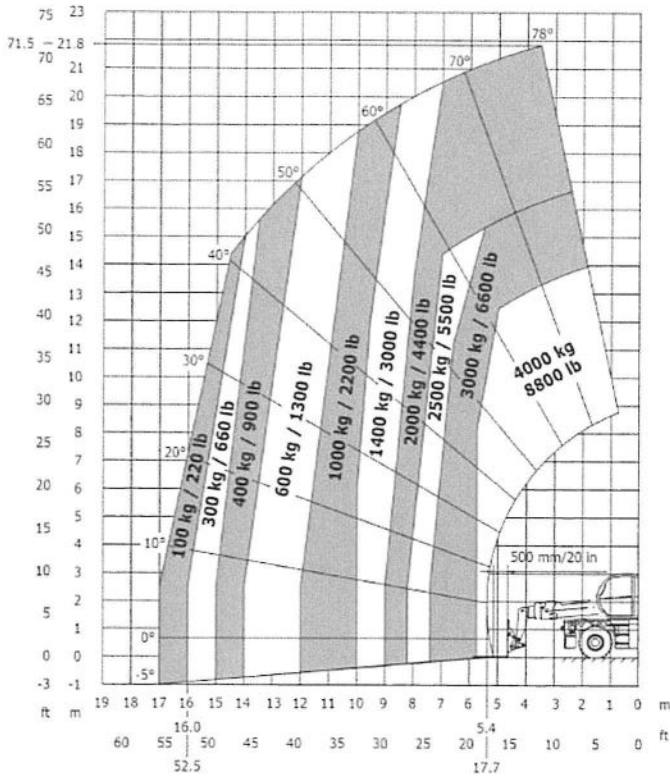 75 23
71.5 — 21.8
70 21
65 20
19
60 18
55 17
16
50 15
14
45 13
40 12
11
35 10
30 9
8
25 7
20 6
5
15 4
10 3
2
5 1
0 0
-3 -1
ft m
78°
70°
60°
50°
40°
30°
20°
10°
0°
-5°
100 kg / 220 lb
300 kg / 660 lb
400 kg / 900 lb
600 kg / 1300 lb
1000 kg / 2200 lb
1400 kg / 3000 lb
2000 kg / 4400 lb
2500 kg / 5500 lb
3000 kg / 6600 lb
4000 kg
8800 lb
500 mm/20 in
19 18 17 16 15 14 13 12 11 10 9 8 7 6 5 4 3 2 1 0 m
16.0 5.4
60 55 50 45 40 35 30 25 20 15 10 5 0 ft
52.5 17.7